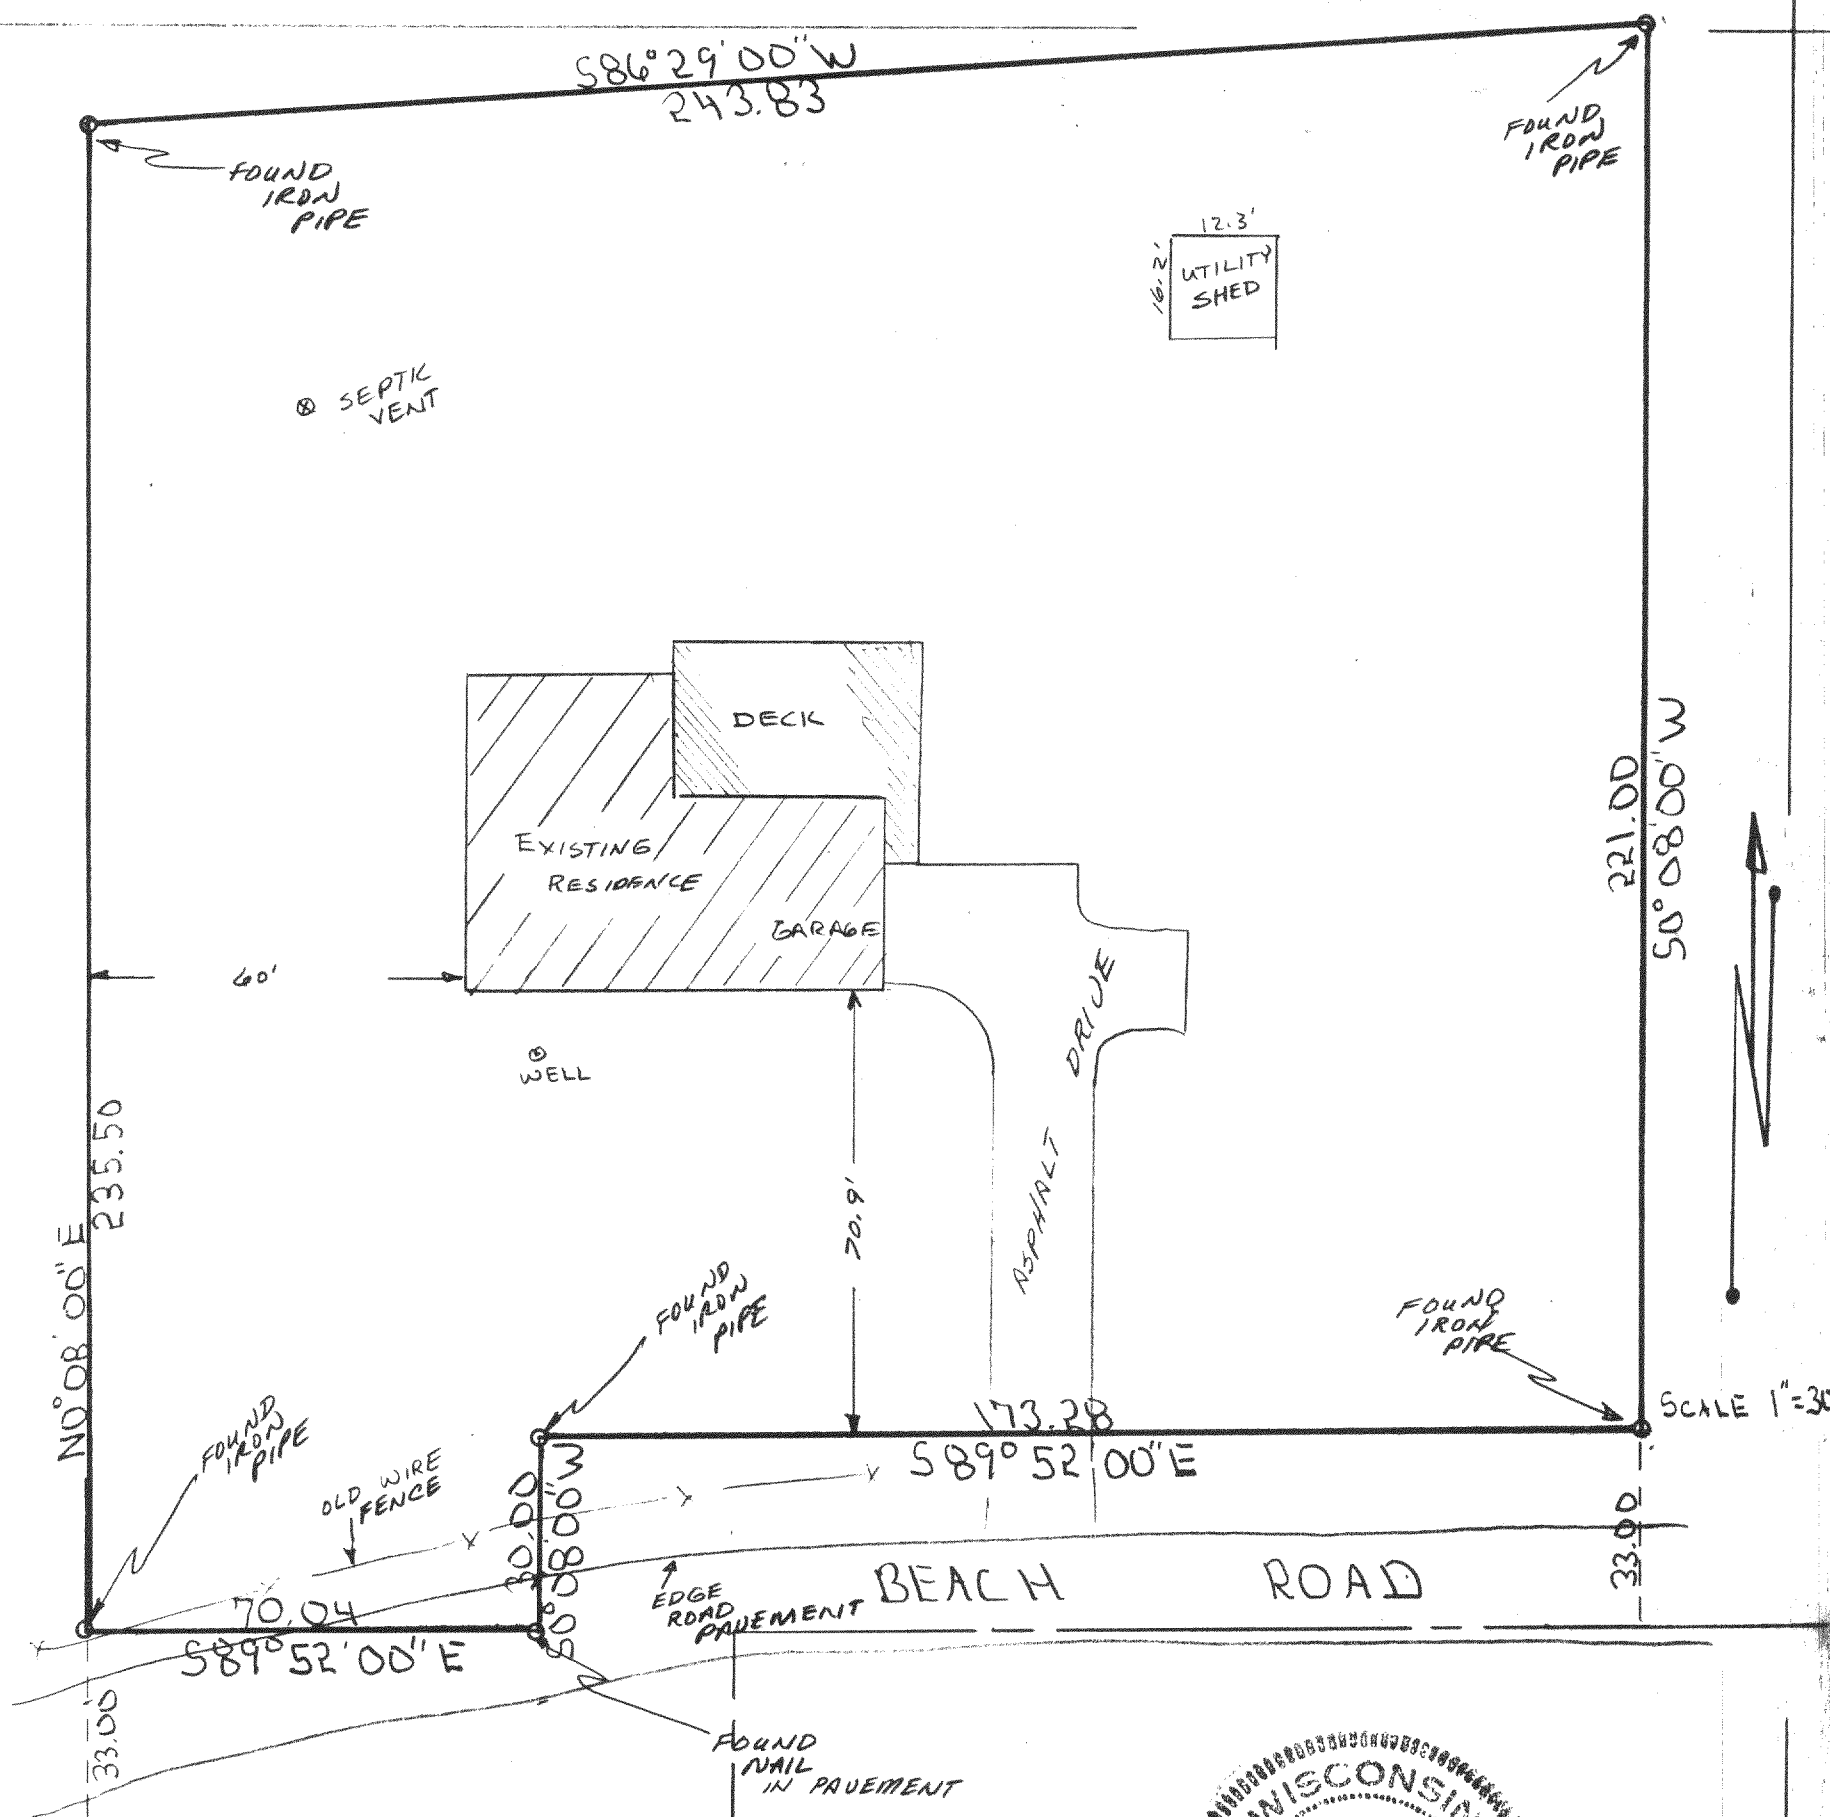 S86°29'00"W
243.83
FOUND
IRON
PIPE
FOUND
IRON
PIPE
12.3'
16.2'
UTILITY
SHED
SEPTIC
VENT
DECK
221.00
S0°08'00"W
EXISTING
RESIDENCE
GARAGE
60'
DRIVE
WELL
235.50
N0°08'00"E
70.9'
ASPHALT
FOUND
IRON
PIPE
FOUND
IRON
PIPE
SCALE 1"=30
173.28
S89°52'00"E
FOUND
IRON
PIPE
OLD WIRE
FENCE
30.00
S0°08'00"W
33.00
BEACH ROAD
EDGE
ROAD
PAVEMENT
70.04
S89°52'00"E
33.00
FOUND
NAIL
IN PAVEMENT
WISCONSIN